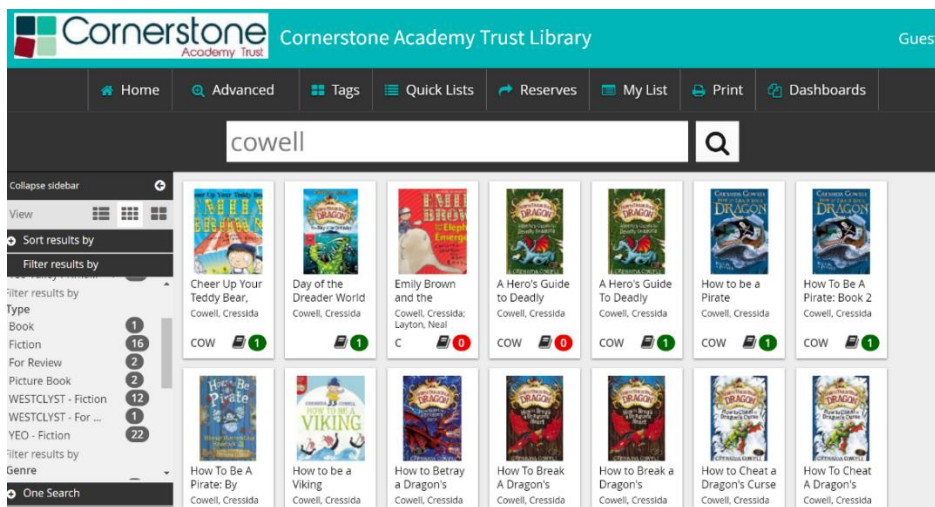 Cornerstone
Academy Trust
Cornerstone Academy Trust Library
Gues
Home
Advanced
Tags
Quick Lists
Reserves
My List
Print
Dashboards
cowell
Collapse sidebar
View
Sort results by
Filter results by
Filter results by
Type
Book 1
Fiction 16
For Review 2
Picture Book 2
WESTCLYST - Fiction 12
WESTCLYST - For ... 1
YEO - Fiction 22
Filter results by
Genre
One Search
Cheer Up Your
Teddy Bear,
Cowell, Cressida
COW 1
Day of the
Dreader World
Cowell, Cressida
1
Emily Brown
and the
Cowell, Cressida;
Layton, Neal
C 0
A Hero's Guide
to Deadly
Cowell, Cressida
COW 0
A Hero's Guide
To Deadly
Cowell, Cressida
COW 1
How to be a
Pirate
Cowell, Cressida
COW 1
How To Be A
Pirate: Book 2
Cowell, Cressida
COW 1
How To Be A
Pirate: By
Cowell, Cressida
CRESSIDA COWELL
HOW TO BE A
VIKING
How to be a
Viking
Cowell, Cressida
How to Betray
a Dragon's
Cowell, Cressida
How To Break
A Dragon's
Cowell, Cressida
How to Break a
Dragon's
Cowell, Cressida
How to Cheat a
Dragon's Curse
Cowell, Cressida
How To Cheat
A Dragon's
Cowell, Cressida